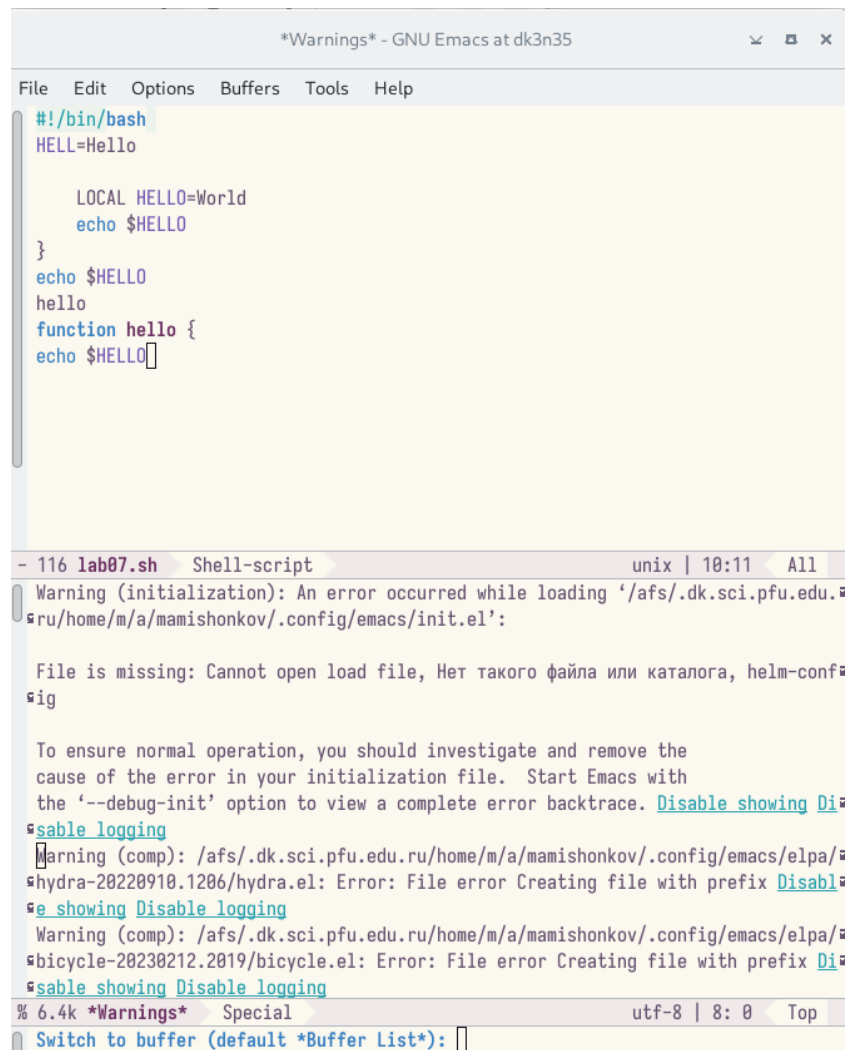 *Warnings* - GNU Emacs at dk3n35
File Edit Options Buffers Tools Help
#!/bin/bash
HELL=Hello
LOCAL HELLO=World
echo $HELLO
}
echo $HELLO
hello
function hello {
echo $HELLO
- 116 lab07.sh Shell-script unix | 10:11 All
Warning (initialization): An error occurred while loading ‘/afs/.dk.sci.pfu.edu.
ru/home/m/a/mamishonkov/.config/emacs/init.el’:
File is missing: Cannot open load file, Нет такого файла или каталога, helm-conf
ig
To ensure normal operation, you should investigate and remove the
cause of the error in your initialization file.  Start Emacs with
the ‘--debug-init’ option to view a complete error backtrace. Disable showing Di
sable logging
Warning (comp): /afs/.dk.sci.pfu.edu.ru/home/m/a/mamishonkov/.config/emacs/elpa/
hydra-20220910.1206/hydra.el: Error: File error Creating file with prefix Disabl
e showing Disable logging
Warning (comp): /afs/.dk.sci.pfu.edu.ru/home/m/a/mamishonkov/.config/emacs/elpa/
bicycle-20230212.2019/bicycle.el: Error: File error Creating file with prefix Di
sable showing Disable logging
% 6.4k *Warnings* Special utf-8 | 8: 0 Top
Switch to buffer (default *Buffer List*):